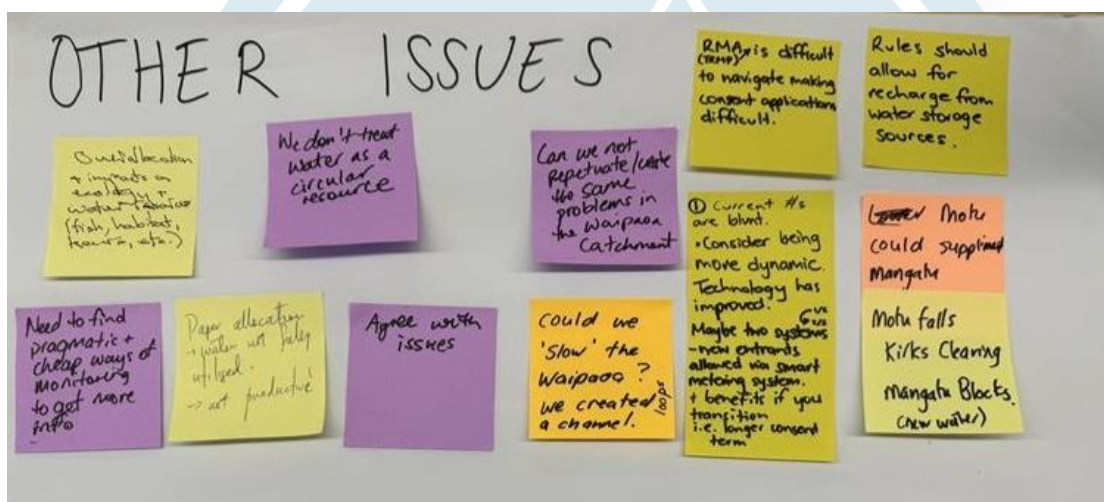 OTHER ISSUES
Overallocation
+ impacts on
ecology +
water
(fish, habitat,
etc.)
We don't treat
water as a
circular
resource
Can we not
perpetuate/create
the same
problems in
the Waipaoa
Catchment
RMA is difficult
(TRMP)
to navigate making
consent applications
difficult.
Rules should
allow for
recharge from
water storage
sources.
Need to find
pragmatic +
cheap ways of
monitoring
to get more
info
Paper allocation
→ water not fully
utilised.
→ not productive
Agree with
issues
Could we
'Slow' the
Waipaoa?
we created
a channel.
loops
① Current #s
are blunt.
• Consider being
more dynamic.
Technology has
improved.
Maybe two systems
- new entrants
allowed via smart
metering system.
+ benefits if you
transition
i.e. longer consent
term
Motu
could suppliment
mangatu
Motu falls
Kirks Clearing
mangatu Blocks.
(new water)